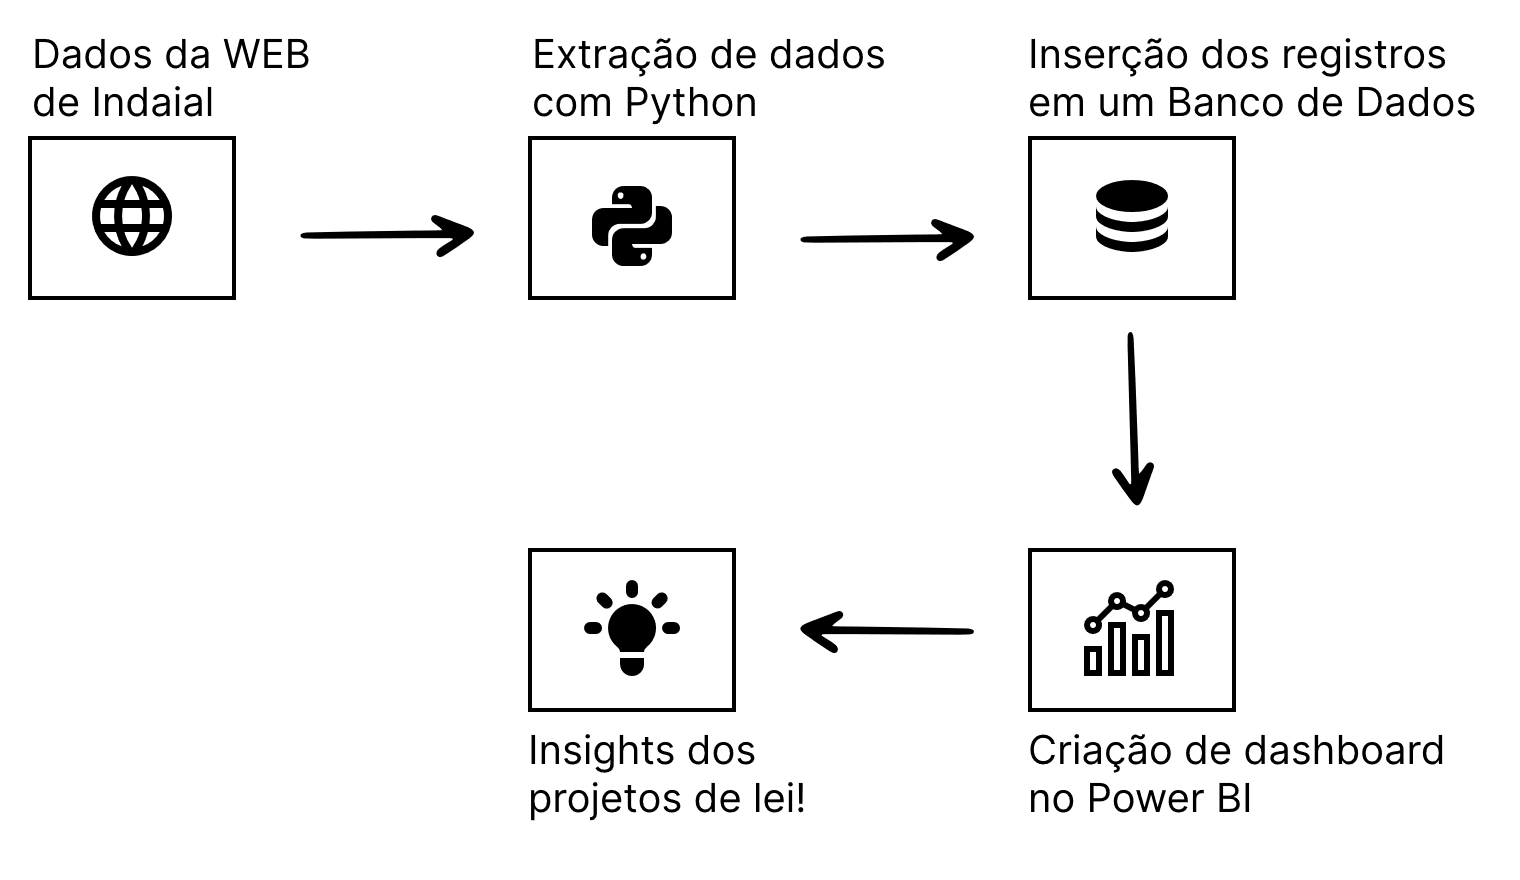 Dados da WEB
de Indaial
Extração de dados
com Python
Inserção dos registros
em um Banco de Dados
Criação de dashboard
no Power BI
Insights dos
projetos de lei!